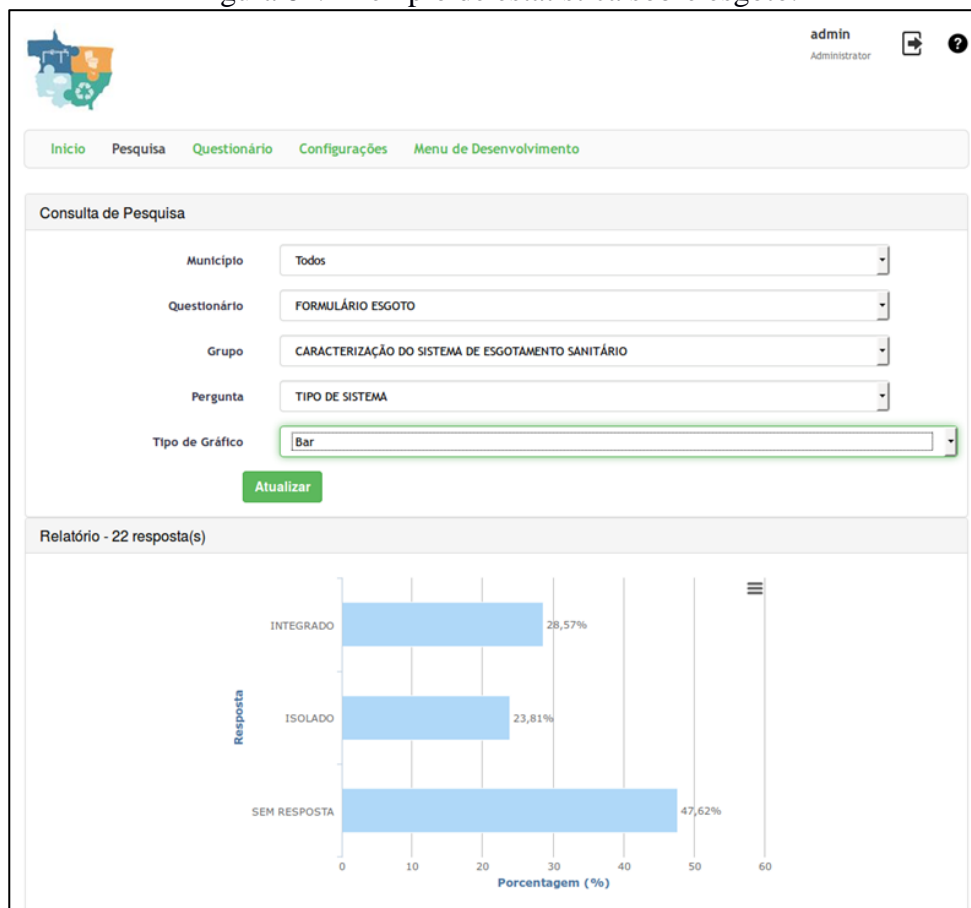 admin
Administrator
Início Pesquisa Questionário Configurações Menu de Desenvolvimento
Consulta de Pesquisa
Município Todos
Questionário FORMULÁRIO ESGOTO
Grupo CARACTERIZAÇÃO DO SISTEMA DE ESGOTAMENTO SANITÁRIO
Pergunta TIPO DE SISTEMA
Tipo de Gráfico Bar
Atualizar
Relatório - 22 resposta(s)
INTEGRADO 28,57%
Resposta
ISOLADO 23,81%
SEM RESPOSTA 47,62%
0 10 20 30 40 50 60
Porcentagem (%)